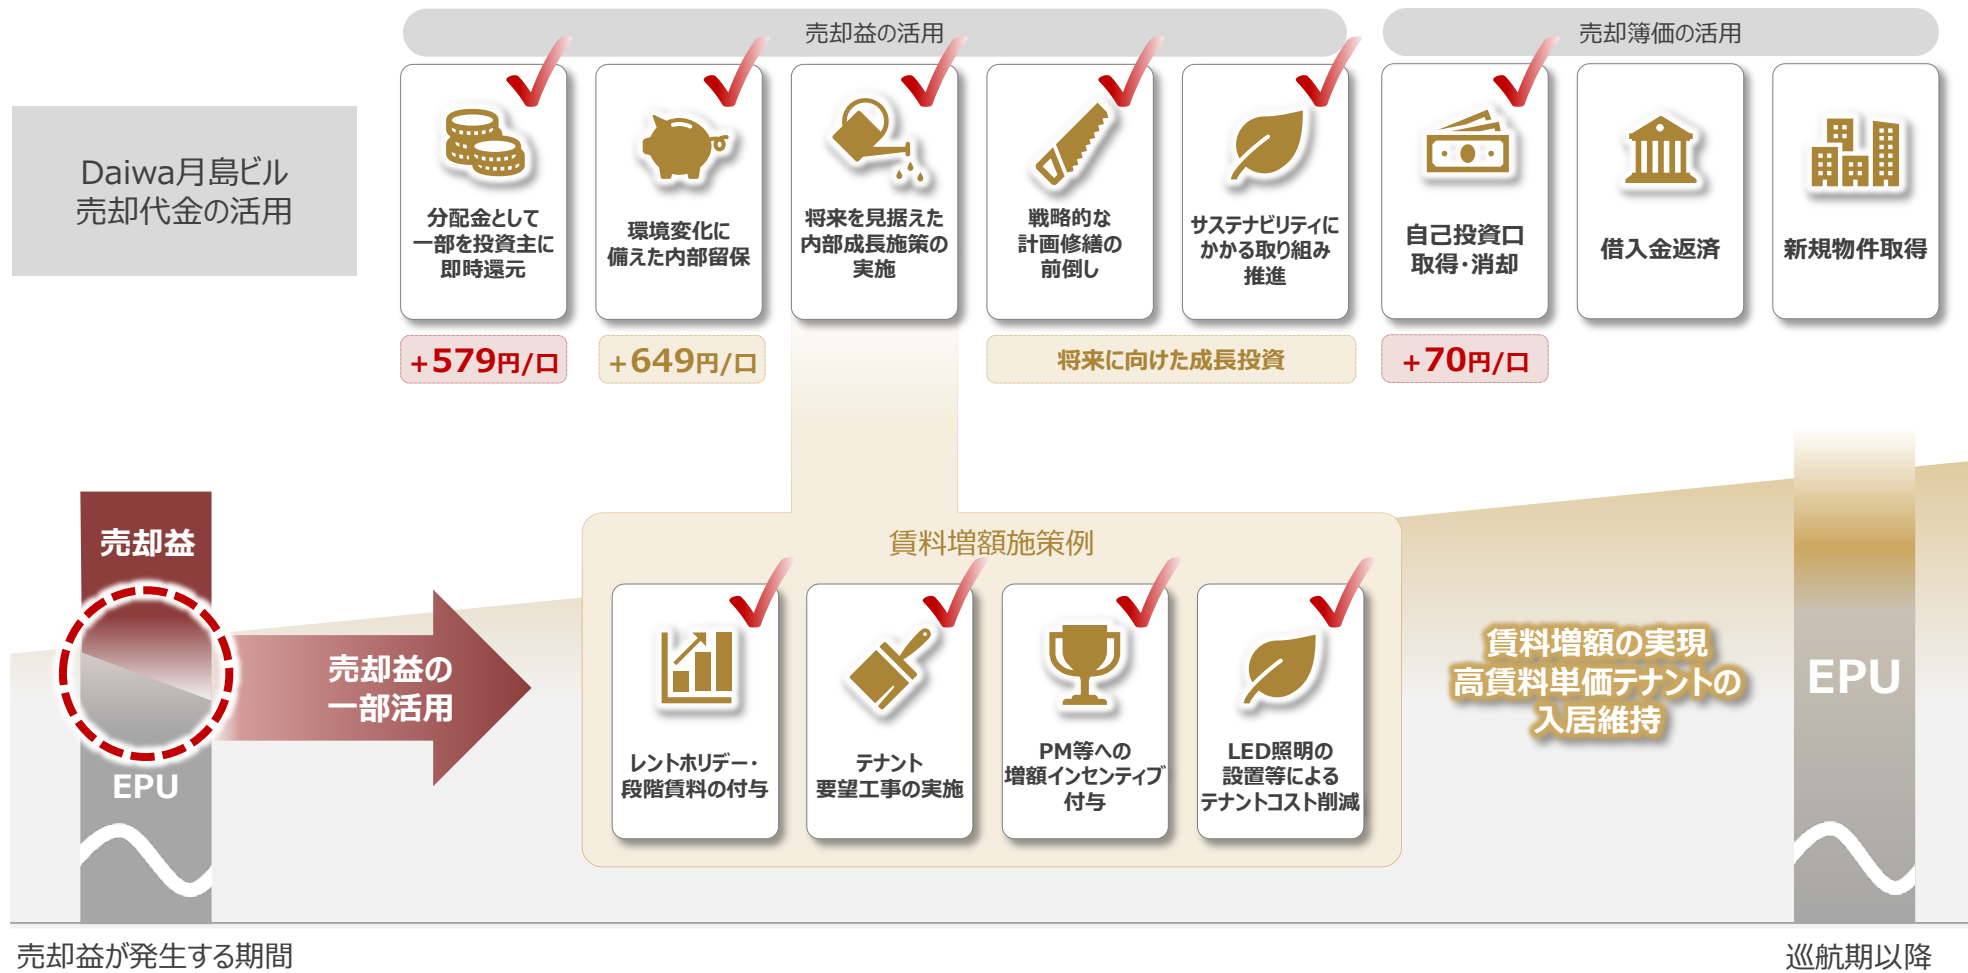 売却益の活用
売却簿価の活用
Daiwa月島ビル
売却代金の活用
分配金として
一部を投資主に
即時還元
環境変化に
備えた内部留保
将来を見据えた
内部成長施策の
実施
戦略的な
計画修繕の
前倒し
サステナビリティに
かかる取り組み
推進
自己投資口
取得・消却
借入金返済
新規物件取得
+579円/口
+649円/口
将来に向けた成長投資
+70円/口
売却益
EPU
売却益の
一部活用
賃料増額施策例
レントホリデー・
段階賃料の付与
テナント
要望工事の実施
PM等への
増額インセンティブ
付与
LED照明の
設置等による
テナントコスト削減
賃料増額の実現
高賃料単価テナントの
入居維持
EPU
売却益が発生する期間
巡航期以降